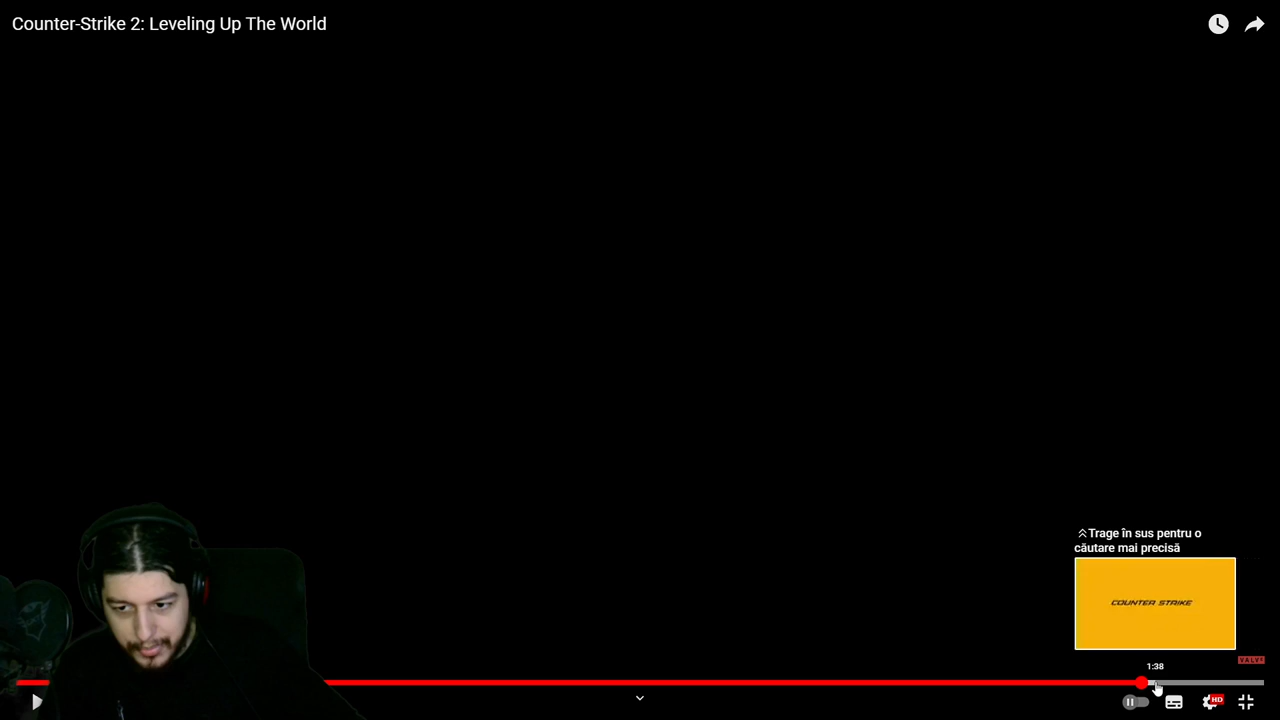 Counter-Strike 2: Leveling Up The World
Trage în sus pentru o
căutare mai precisă
COUNTER STRIKE
VALVE
1:38
HD